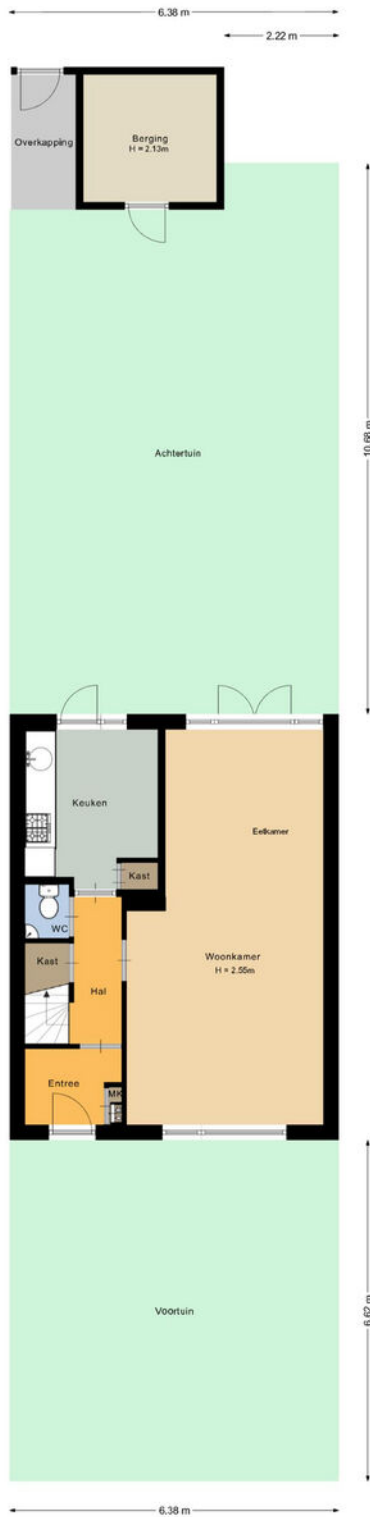 6.38 m
2.22 m
Overkapping
Berging
H = 2.13m
10.68 m
Achtertuin
Keuken
Eetkamer
Kast
WC
Kast
Woonkamer
H = 2.55m
Hal
Entree
MK
Voortuin
6.62 m
6.38 m